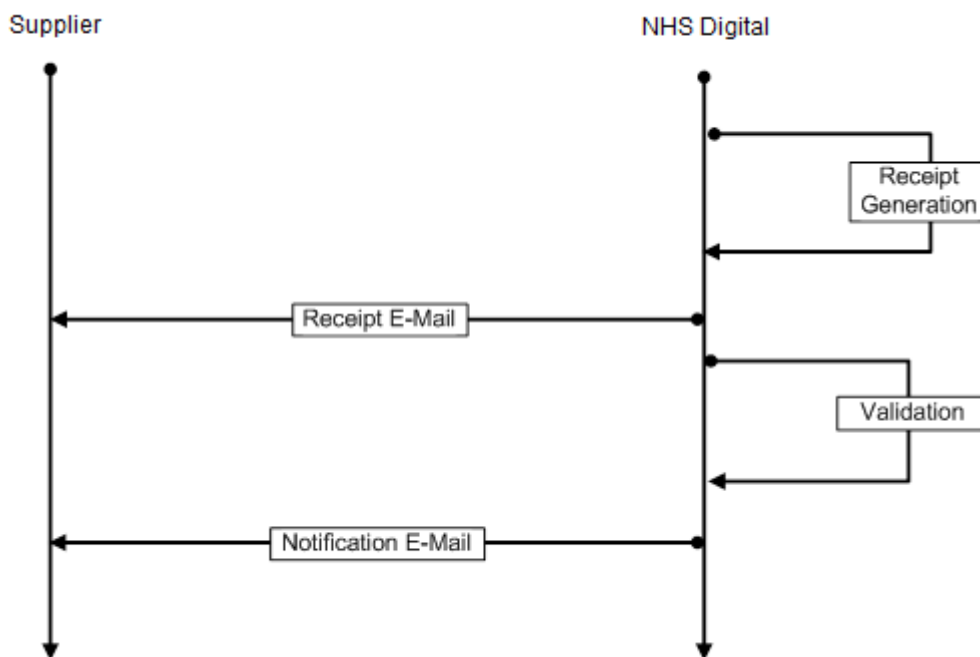 Supplier
NHS Digital
Receipt
Generation
Receipt E-Mail
Validation
Notification E-Mail